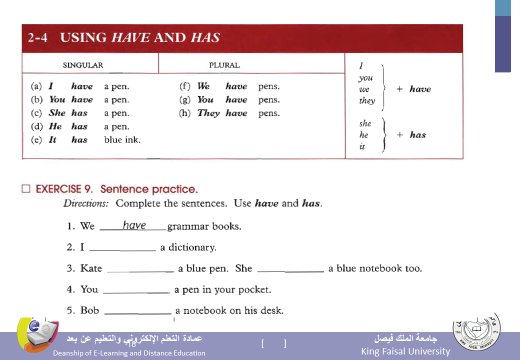 2-4 USING HAVE AND HAS
SINGULAR PLURAL
(a) I have a pen. (f) We have pens.
(b) You have a pen. (g) You have pens.
(c) She has a pen. (h) They have pens.
(d) He has a pen.
(e) It has blue ink.
I
you
we + have
they
she
he + has
it
EXERCISE 9. Sentence practice.
Directions: Complete the sentences. Use have and has.
1. We have grammar books.
2. I __________ a dictionary.
3. Kate __________ a blue pen. She __________ a blue notebook too.
4. You __________ a pen in your pocket.
5. Bob __________ a notebook on his desk.
عمادة التعلم الإلكتروني والتعليم عن بعد
Deanship of E-Learning and Distance Education
[ ]
جامعة الملك فيصل
King Faisal University